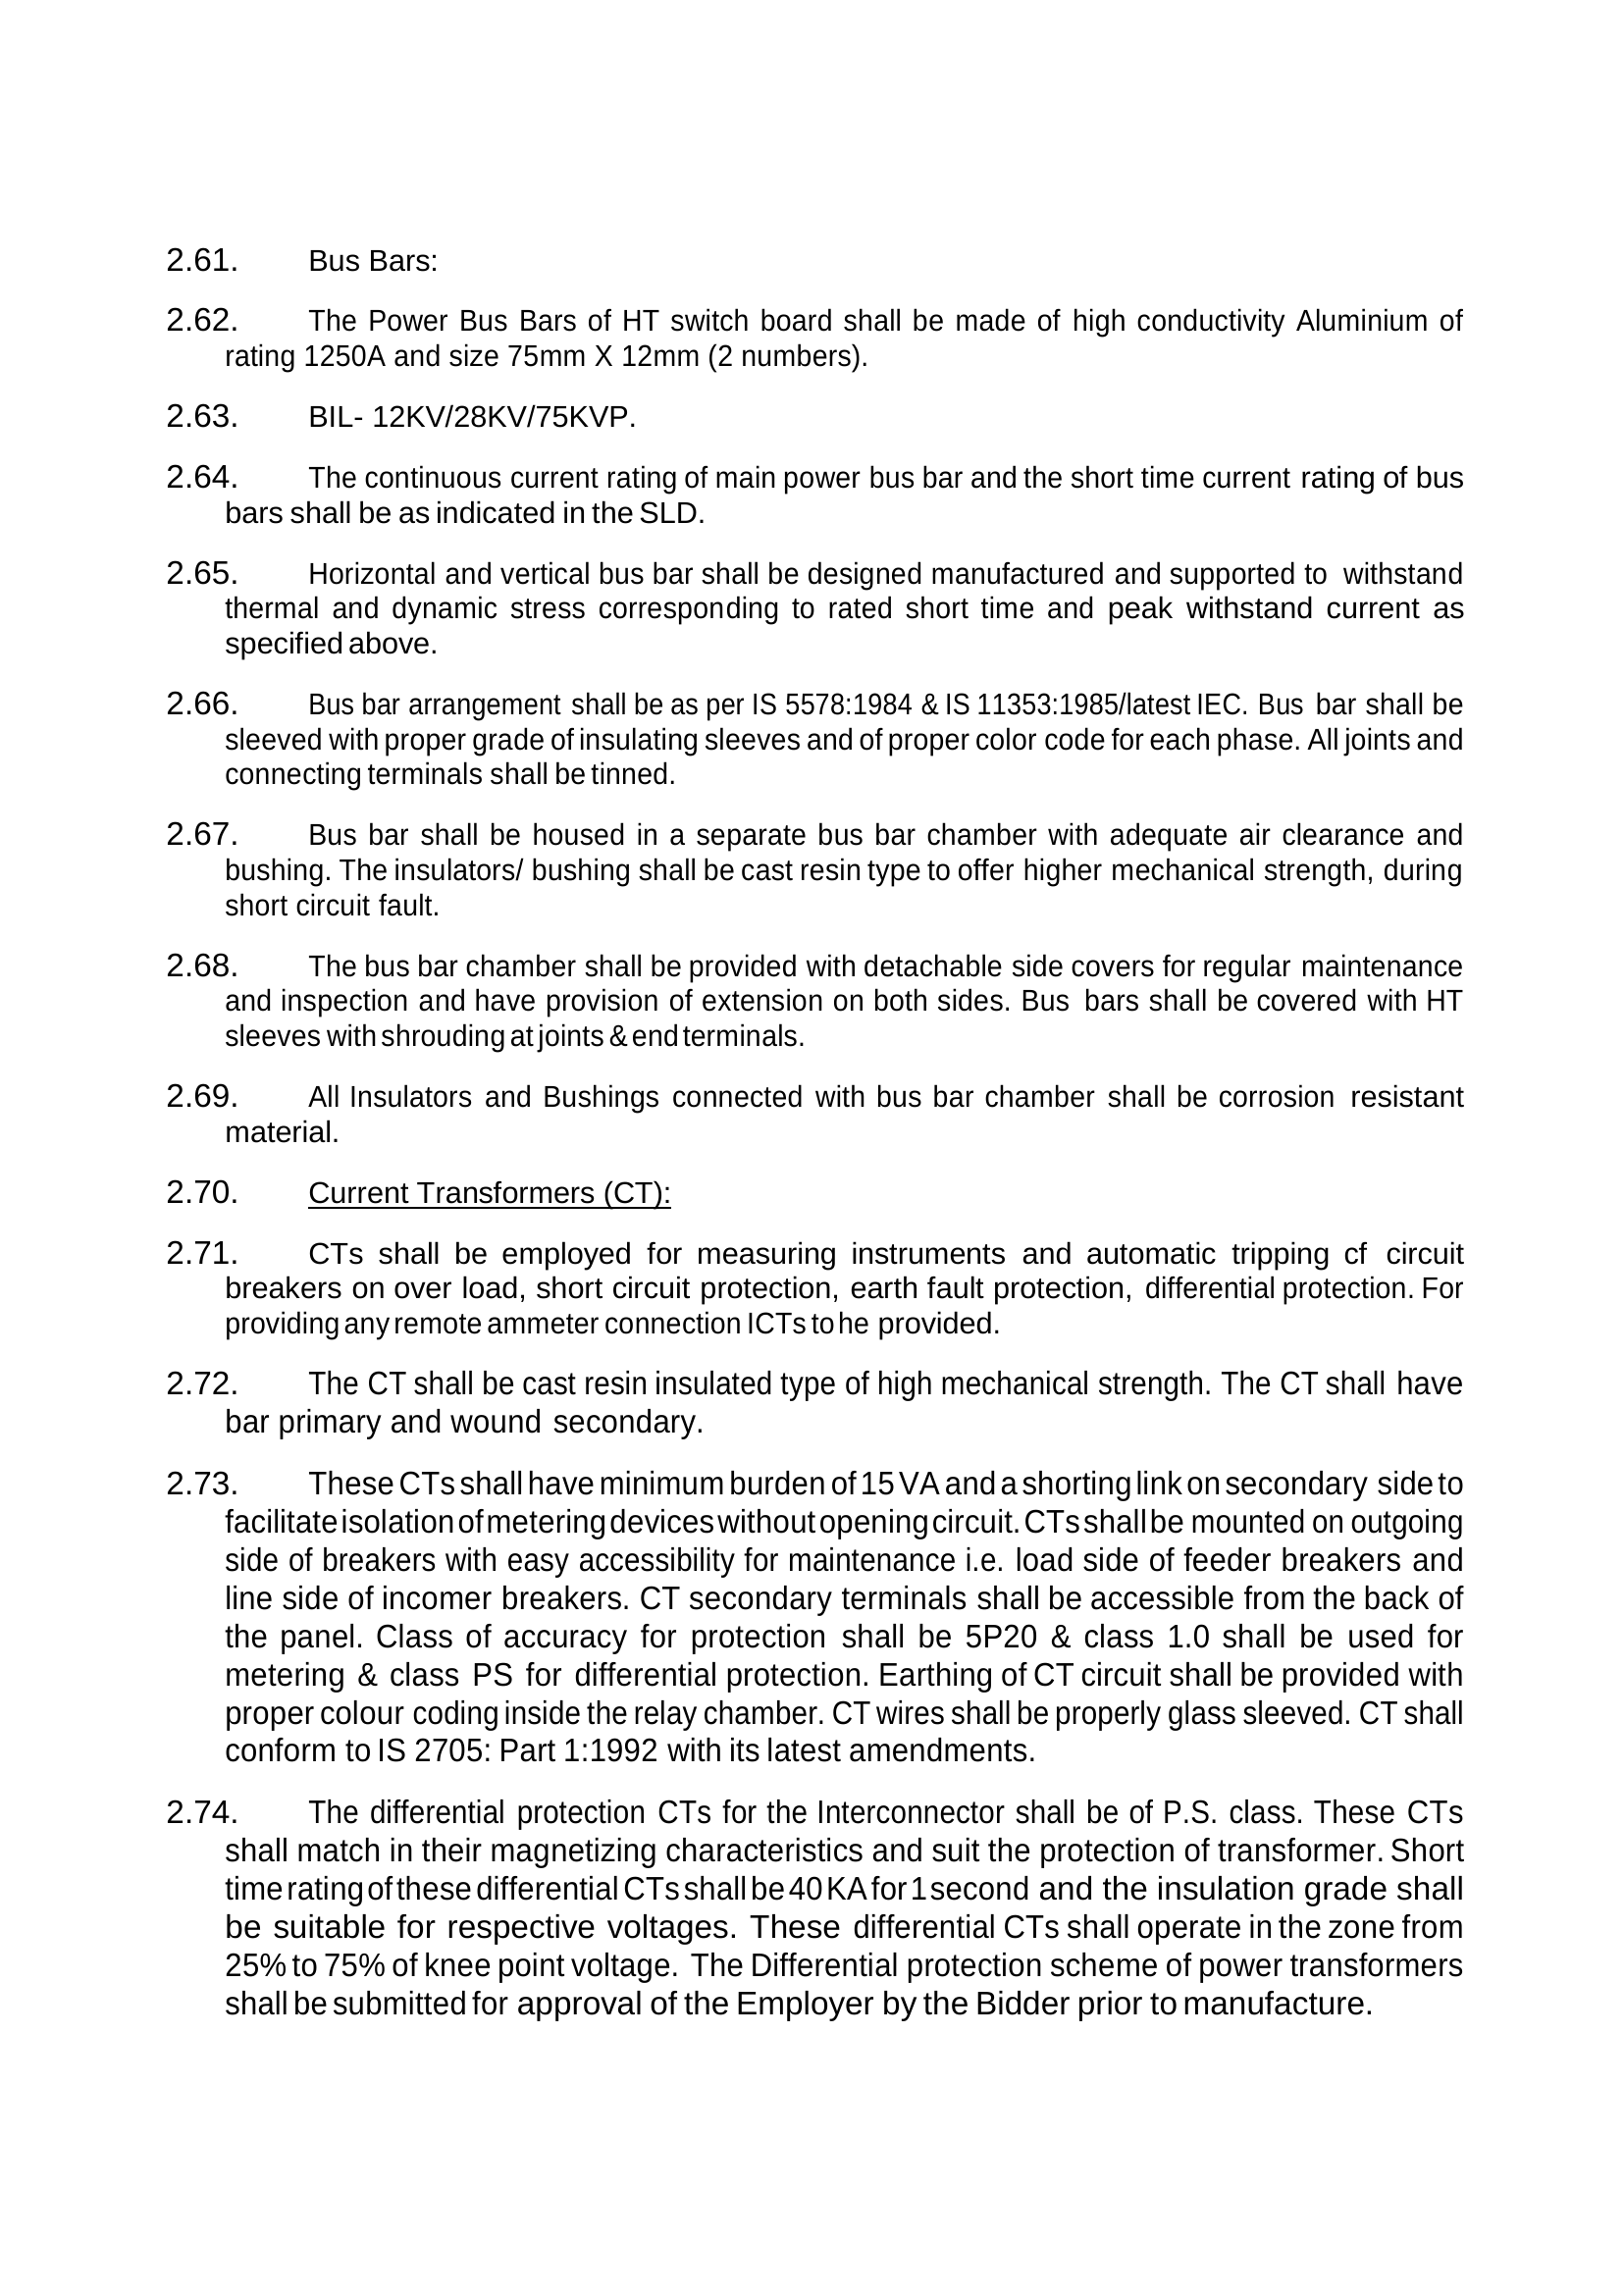 2.61. Bus Bars:
2.62. The Power Bus Bars of HT switch board shall be made of high conductivity Aluminium of
rating 1250A and size 75mm X 12mm (2 numbers).
2.63. BIL- 12KV/28KV/75KVP.
2.64. The continuous current rating of main power bus bar and the short time current rating of bus
bars shall be as indicated in the SLD.
2.65. Horizontal and vertical bus bar shall be designed manufactured and supported to withstand
thermal and dynamic stress corresponding to rated short time and peak withstand current as
specified above.
2.66. Bus bar arrangement shall be as per IS 5578:1984 & IS 11353:1985/latest IEC. Bus bar shall be
sleeved with proper grade of insulating sleeves and of proper color code for each phase. All joints and
connecting terminals shall be tinned.
2.67. Bus bar shall be housed in a separate bus bar chamber with adequate air clearance and
bushing. The insulators/ bushing shall be cast resin type to offer higher mechanical strength, during
short circuit fault.
2.68. The bus bar chamber shall be provided with detachable side covers for regular maintenance
and inspection and have provision of extension on both sides. Bus bars shall be covered with HT
sleeves with shrouding at joints & end terminals.
2.69. All Insulators and Bushings connected with bus bar chamber shall be corrosion resistant
material.
2.70. Current Transformers (CT):
2.71. CTs shall be employed for measuring instruments and automatic tripping cf circuit
breakers on over load, short circuit protection, earth fault protection, differential protection. For
providing any remote ammeter connection ICTs to he provided.
2.72. The CT shall be cast resin insulated type of high mechanical strength. The CT shall have
bar primary and wound secondary.
2.73. These CTs shall have minimum burden of 15 VA and a shorting link on secondary side to
facilitate isolation of metering devices without opening circuit. CTs shall be mounted on outgoing
side of breakers with easy accessibility for maintenance i.e. load side of feeder breakers and
line side of incomer breakers. CT secondary terminals shall be accessible from the back of
the panel. Class of accuracy for protection shall be 5P20 & class 1.0 shall be used for
metering & class PS for differential protection. Earthing of CT circuit shall be provided with
proper colour coding inside the relay chamber. CT wires shall be properly glass sleeved. CT shall
conform to IS 2705: Part 1:1992 with its latest amendments.
2.74. The differential protection CTs for the Interconnector shall be of P.S. class. These CTs
shall match in their magnetizing characteristics and suit the protection of transformer. Short
time rating of these differential CTs shall be 40 KA for 1 second and the insulation grade shall
be suitable for respective voltages. These differential CTs shall operate in the zone from
25% to 75% of knee point voltage. The Differential protection scheme of power transformers
shall be submitted for approval of the Employer by the Bidder prior to manufacture.